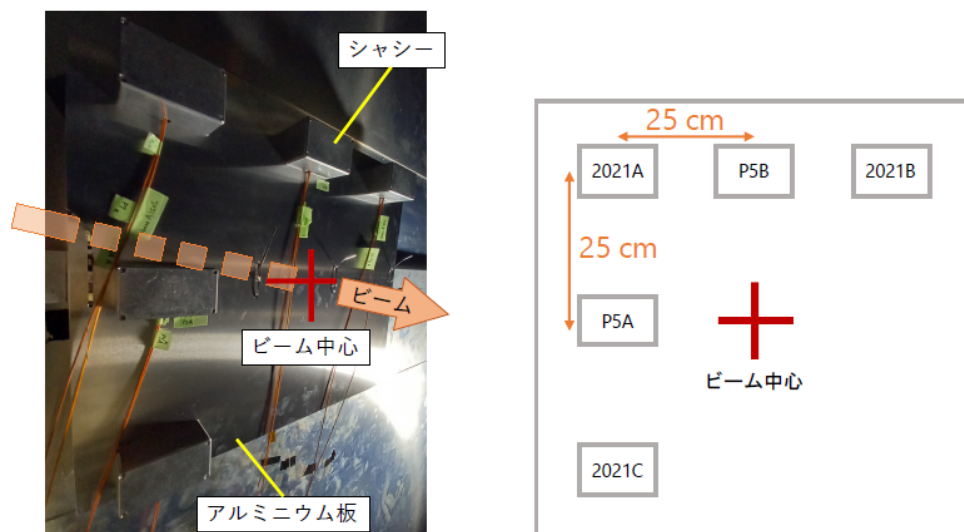 シャシー
ビーム
ビーム中心
アルミニウム板
25 cm
2021A
P5B
2021B
25 cm
P5A
ビーム中心
2021C